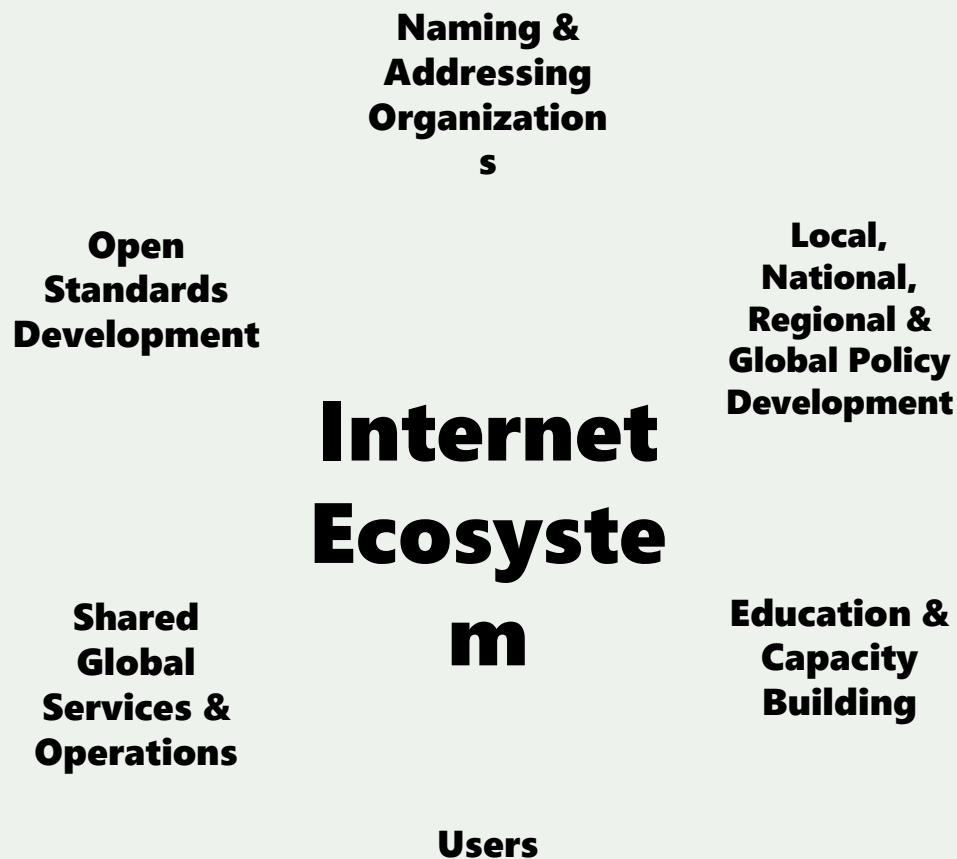 Naming &
Addressing
Organization
s
Open
Standards
Development
Local,
National,
Regional &
Global Policy
Development
Internet
Ecosyste
m
Shared
Global
Services &
Operations
Education &
Capacity
Building
Users